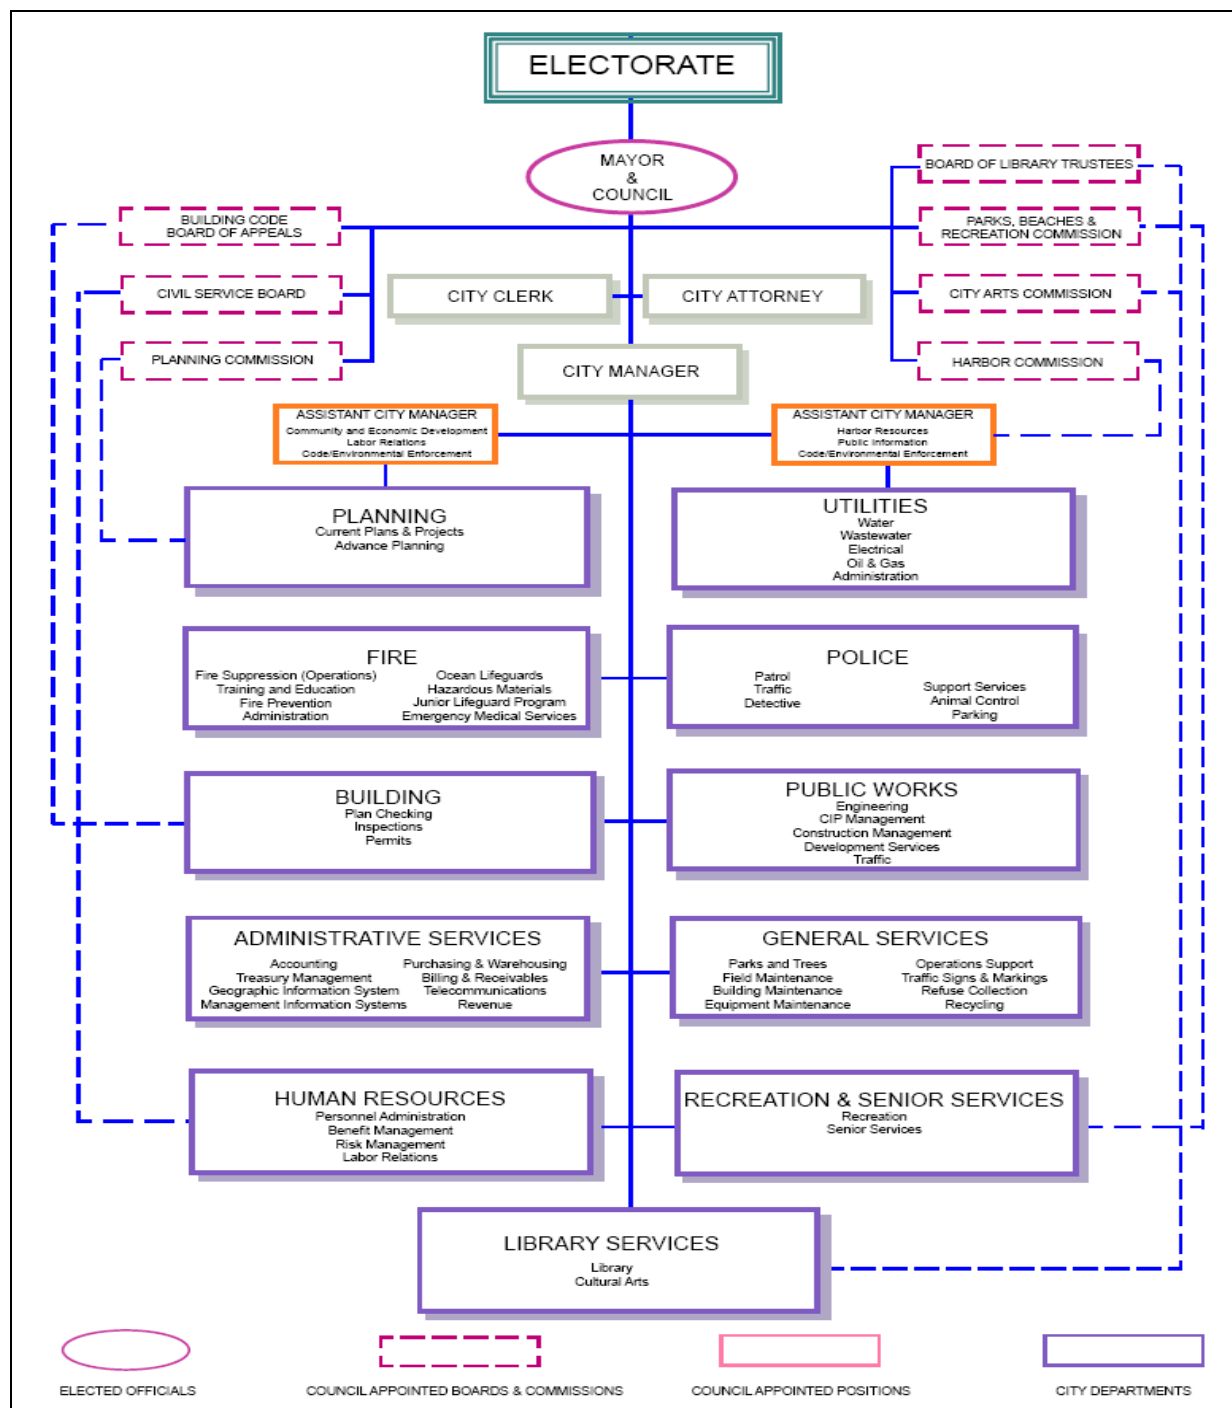 ELECTORATE
MAYOR
&
COUNCIL
BUILDING CODE
BOARD OF APPEALS
CIVIL SERVICE BOARD
PLANNING COMMISSION
BOARD OF LIBRARY TRUSTEES
PARKS, BEACHES &
RECREATION COMMISSION
CITY ARTS COMMISSION
HARBOR COMMISSION
CITY CLERK
CITY ATTORNEY
CITY MANAGER
ASSISTANT CITY MANAGER
Community and Economic Development
Labor Relations
Code/Environmental Enforcement
ASSISTANT CITY MANAGER
Harbor Resources
Public Information
Code/Environmental Enforcement
PLANNING
Current Plans & Projects
Advance Planning
UTILITIES
Water
Wastewater
Electrical
Oil & Gas
Administration
FIRE
Fire Suppression (Operations)
Training and Education
Fire Prevention
Administration
Ocean Lifeguards
Hazardous Materials
Junior Lifeguard Program
Emergency Medical Services
POLICE
Patrol
Traffic
Detective
Support Services
Animal Control
Parking
BUILDING
Plan Checking
Inspections
Permits
PUBLIC WORKS
Engineering
CIP Management
Construction Management
Development Services
Traffic
ADMINISTRATIVE SERVICES
Accounting
Treasury Management
Geographic Information System
Management Information Systems
Purchasing & Warehousing
Billing & Receivables
Telecommunications
Revenue
GENERAL SERVICES
Parks and Trees
Field Maintenance
Building Maintenance
Equipment Maintenance
Operations Support
Traffic Signs & Markings
Refuse Collection
Recycling
HUMAN RESOURCES
Personnel Administration
Benefit Management
Risk Management
Labor Relations
RECREATION & SENIOR SERVICES
Recreation
Senior Services
LIBRARY SERVICES
Library
Cultural Arts
ELECTED OFFICIALS
COUNCIL APPOINTED BOARDS & COMMISSIONS
COUNCIL APPOINTED POSITIONS
CITY DEPARTMENTS